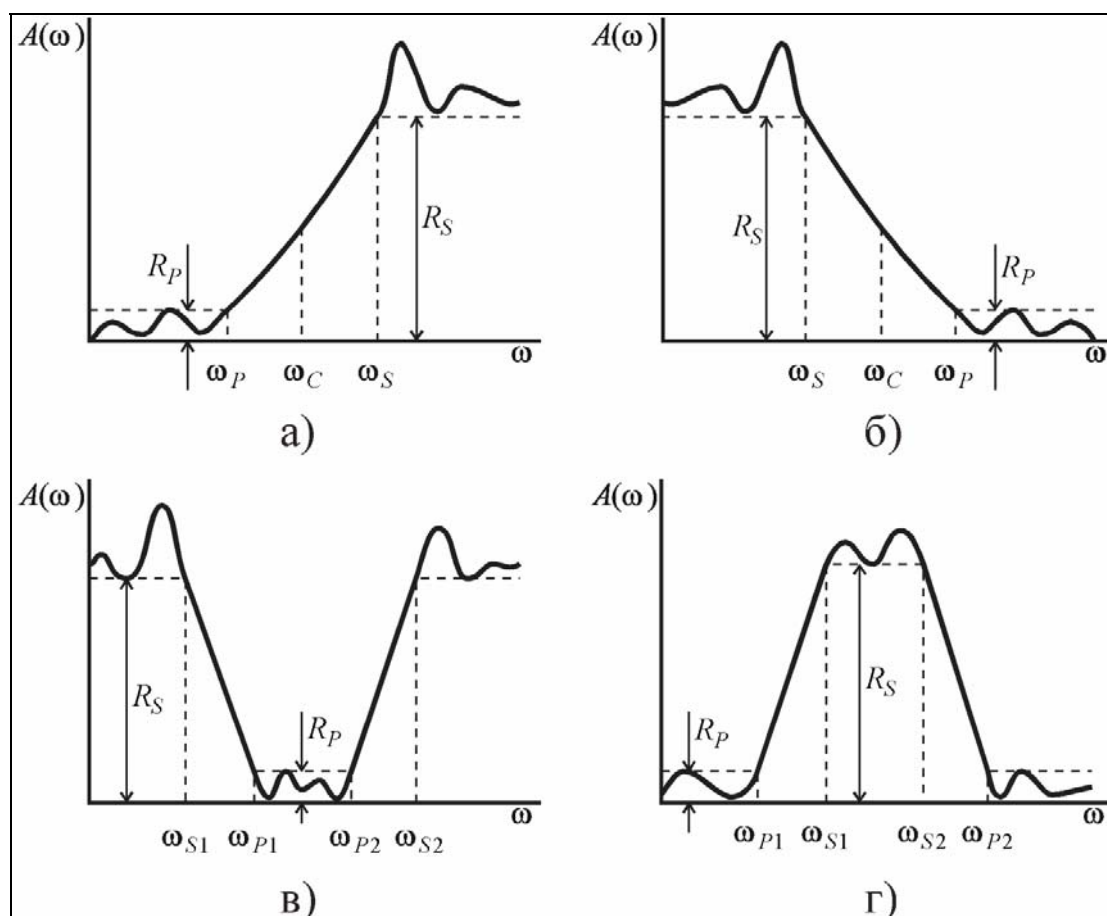 A(ω)
R_P
R_S
ω
ω_P ω_C ω_S
а)
A(ω)
R_S
R_P
ω
ω_S ω_C ω_P
б)
A(ω)
R_S
R_P
ω
ω_S1 ω_P1 ω_P2 ω_S2
в)
A(ω)
R_P
R_S
ω
ω_P1 ω_S1 ω_S2 ω_P2
г)